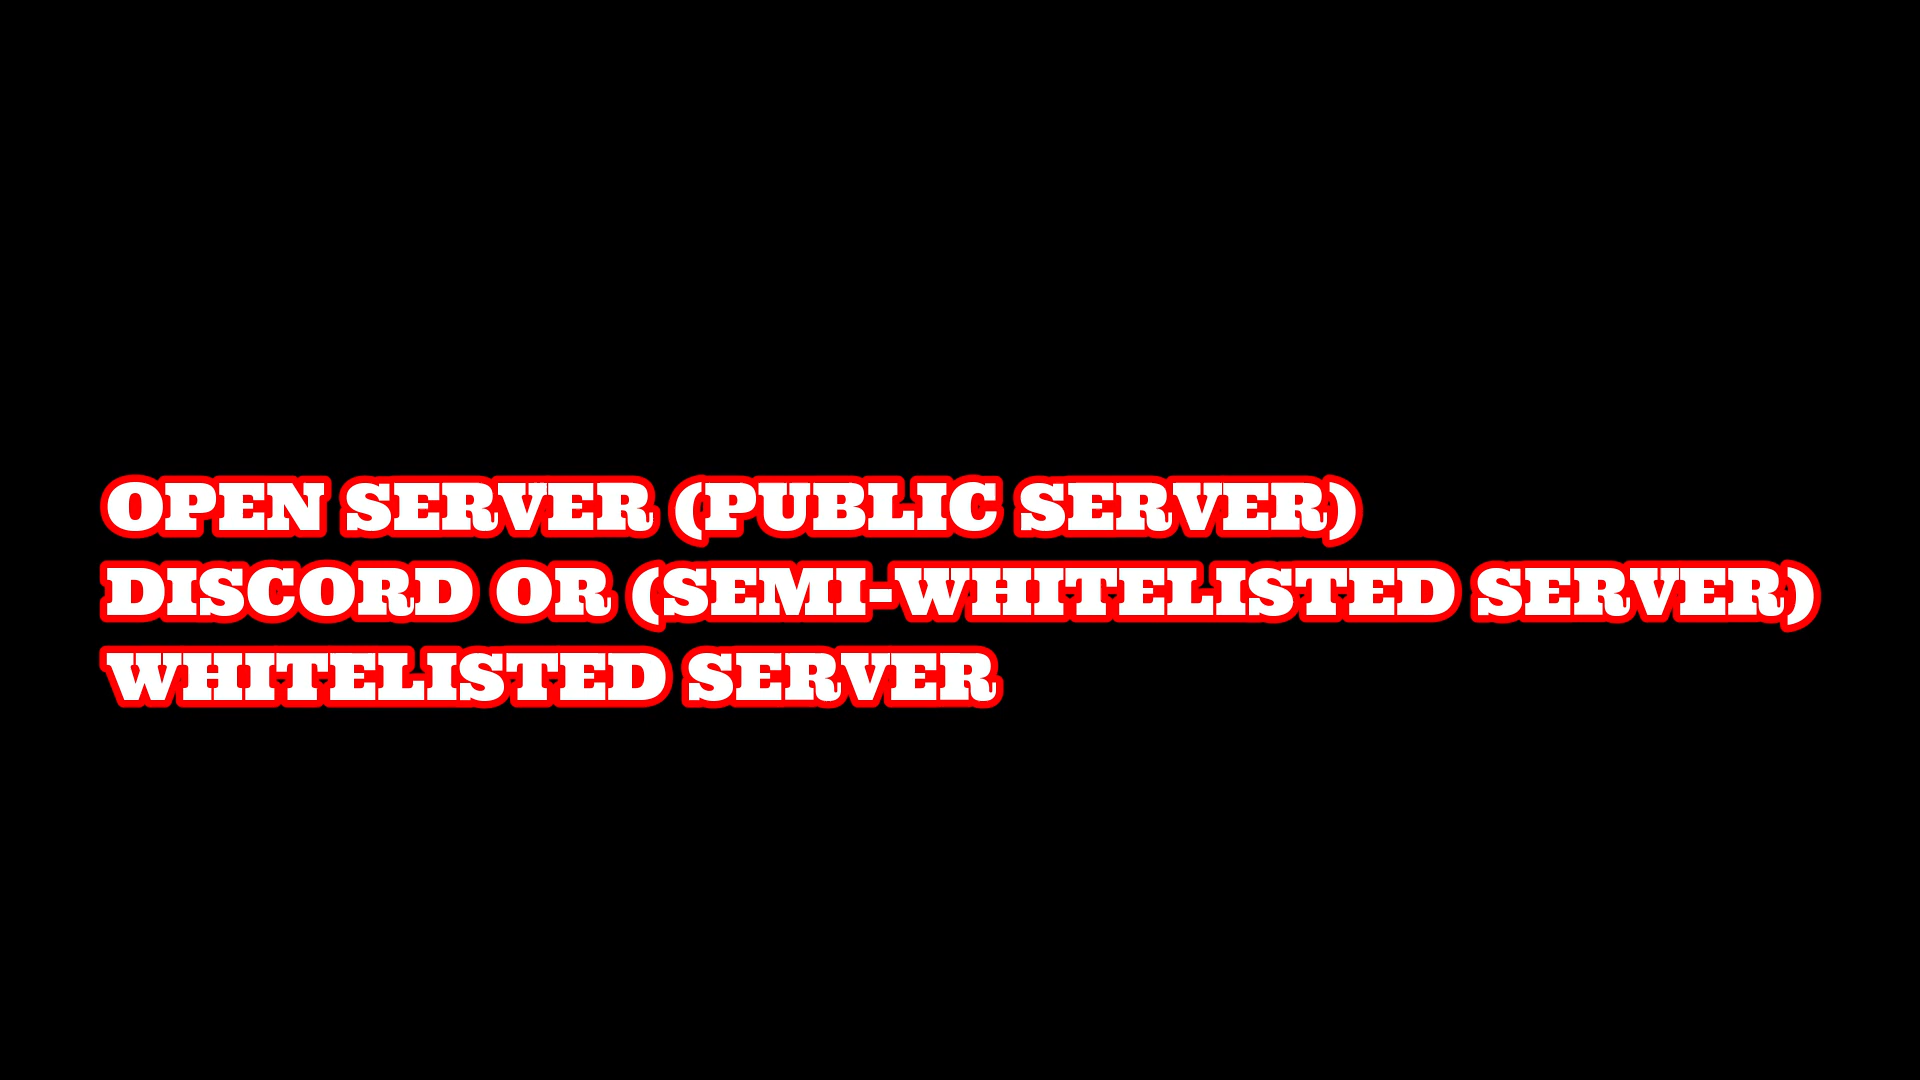 OPEN SERVER (PUBLIC SERVER)
DISCORD OR (SEMI-WHITELISTED SERVER)
WHITELISTED SERVER